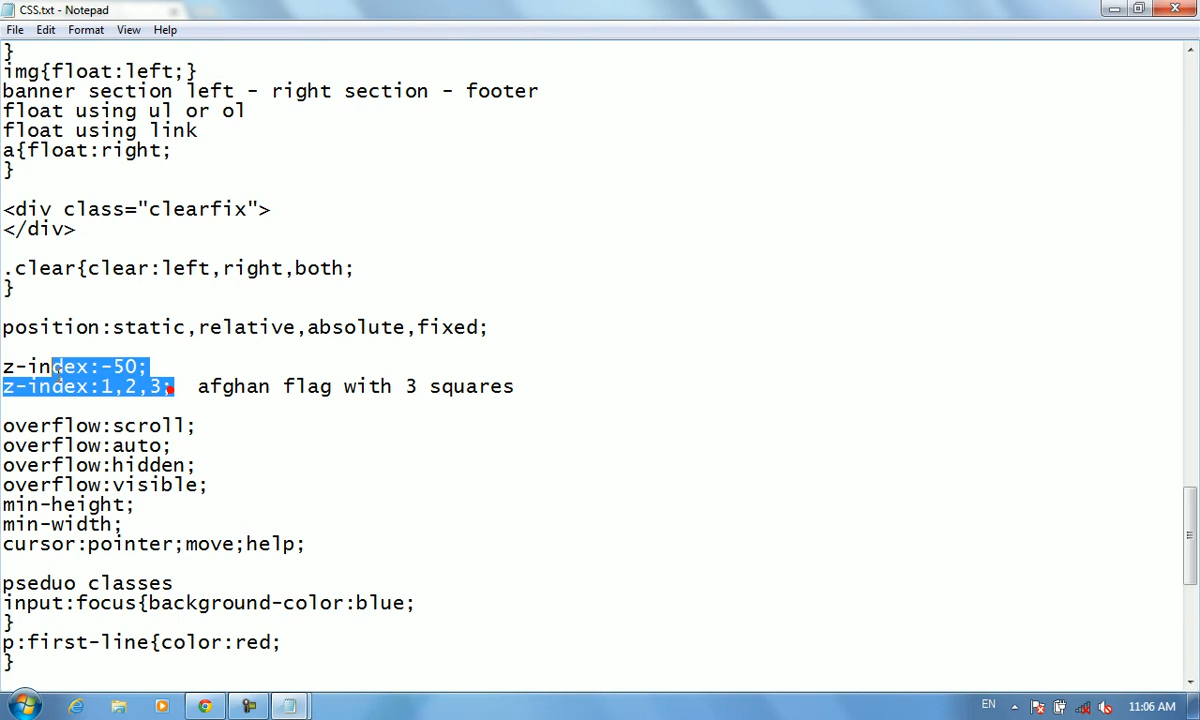 CSS.txt - Notepad
File Edit Format View Help
}
img{float:left;}
banner section left - right section - footer
float using ul or ol
float using link
a{float:right;
}
<div class="clearfix">
</div>
.clear{clear:left,right,both;
}
position:static,relative,absolute,fixed;
z-index:-50;
z-index:1,2,3; afghan flag with 3 squares
overflow:scroll;
overflow:auto;
overflow:hidden;
overflow:visible;
min-height;
min-width;
cursor:pointer;move;help;
pseduo classes
input:focus{background-color:blue;
}
p:first-line{color:red;
}
EN 11:06 AM